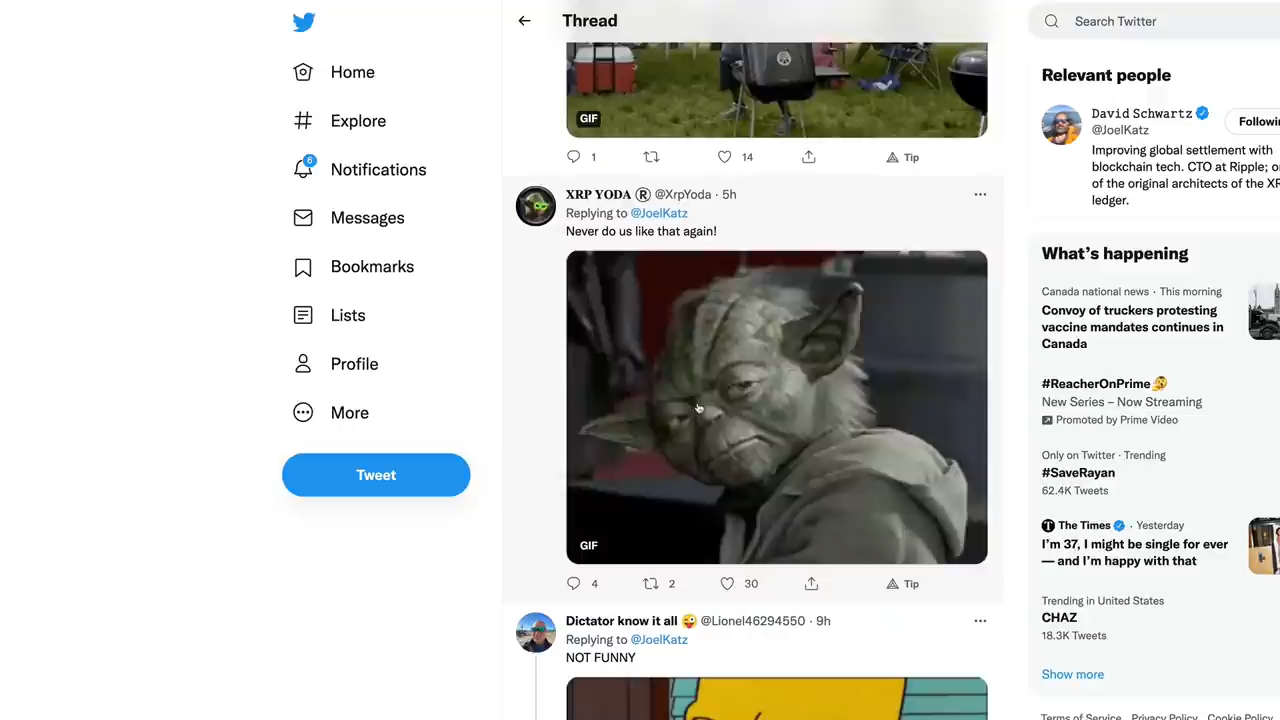 Thread
Search Twitter
Home
Explore
6
Notifications
Messages
Bookmarks
Lists
Profile
More
Tweet
GIF
1
14
Tip
XRP YODA Ⓡ @XrpYoda · 5h
Replying to @JoelKatz
Never do us like that again!
GIF
4
2
30
Tip
Dictator know it all 😜 @Lionel46294550 · 9h
Replying to @JoelKatz
NOT FUNNY
Relevant people
David Schwartz
@JoelKatz
Followin
Improving global settlement with
blockchain tech. CTO at Ripple; o
of the original architects of the XR
ledger.
What's happening
Canada national news · This morning
Convoy of truckers protesting
vaccine mandates continues in
Canada
#ReacherOnPrime
New Series – Now Streaming
Promoted by Prime Video
Only on Twitter · Trending
#SaveRayan
62.4K Tweets
The Times · Yesterday
I'm 37, I might be single for ever
— and I'm happy with that
Trending in United States
CHAZ
18.3K Tweets
Show more
Terms of Service Privacy Policy Cookie Policy